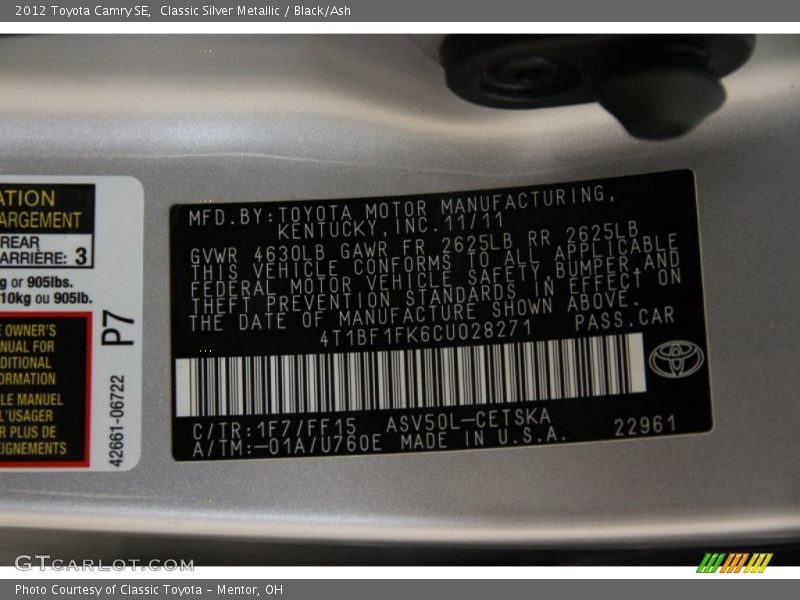 2012 Toyota Camry SE, Classic Silver Metallic / Black/Ash
ATION
ARGEMENT
REAR
ARRIÈRE: 3
g or 905lbs.
10kg ou 905lb.
E OWNER'S
NUAL FOR
DITIONAL
ORMATION
LE MANUEL
L'USAGER
R PLUS DE
EIGNEMENTS
P7
42661-06722
MFD.BY:TOYOTA MOTOR MANUFACTURING,
KENTUCKY,INC.11/11
GVWR 4630LB GAWR FR 2625LB RR 2625LB
THIS VEHICLE CONFORMS TO ALL APPLICABLE
FEDERAL MOTOR VEHICLE SAFETY,BUMPER,AND
THEFT PREVENTION STANDARDS IN EFFECT ON
THE DATE OF MANUFACTURE SHOWN ABOVE.
4T1BF1FK6CU028271 PASS.CAR
C/TR:1F7/FF15 ASV50L-CETSKA
A/TM:-01A/U760E MADE IN U.S.A.
22961
GTcarlot.com
Photo Courtesy of Classic Toyota - Mentor, OH